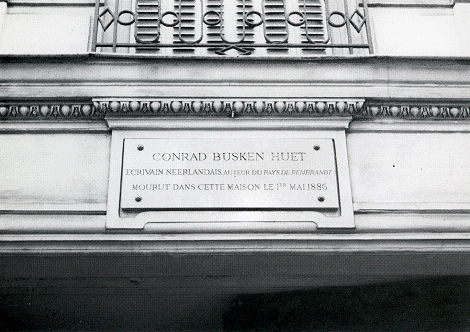 CONRAD BUSKEN HUET
ECRIVAIN NEERLANDAIS AUTEUR DU PAYS DE REMBRANDT
MOURUT DANS CETTE MAISON LE 1ER MAI 1886